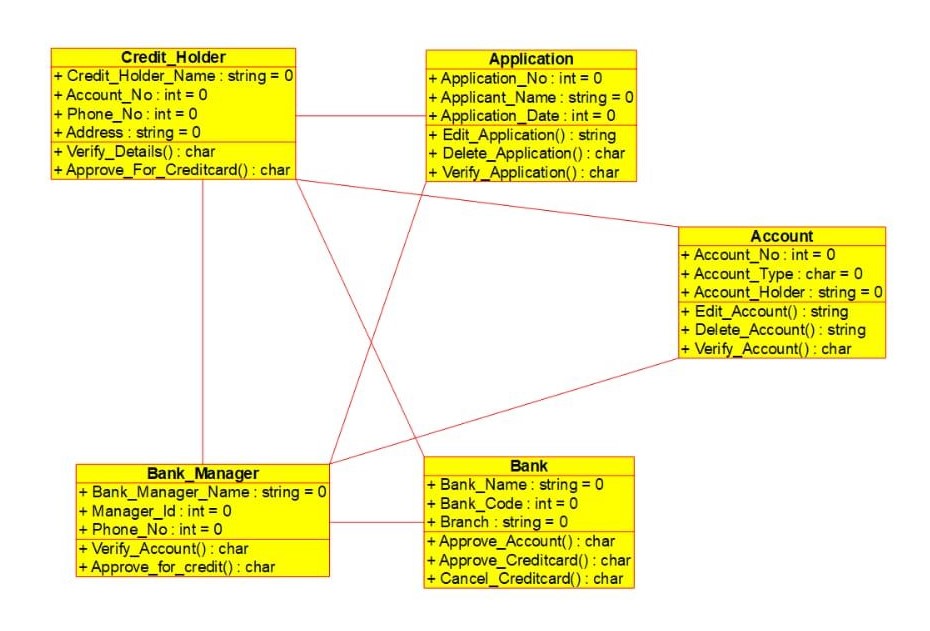 Credit_Holder
+ Credit_Holder_Name : string = 0
+ Account_No : int = 0
+ Phone_No : int = 0
+ Address : string = 0
+ Verify_Details() : char
+ Approve_For_Creditcard() : char
Application
+ Application_No : int = 0
+ Applicant_Name : string = 0
+ Application_Date : int = 0
+ Edit_Application() : string
+ Delete_Application() : char
+ Verify_Application() : char
Account
+ Account_No : int = 0
+ Account_Type : char = 0
+ Account_Holder : string = 0
+ Edit_Account() : string
+ Delete_Account() : string
+ Verify_Account() : char
Bank_Manager
+ Bank_Manager_Name : string = 0
+ Manager_Id : int = 0
+ Phone_No : int = 0
+ Verify_Account() : char
+ Approve_for_credit() : char
Bank
+ Bank_Name : string = 0
+ Bank_Code : int = 0
+ Branch : string = 0
+ Approve_Account() : char
+ Approve_Creditcard() : char
+ Cancel_Creditcard() : char